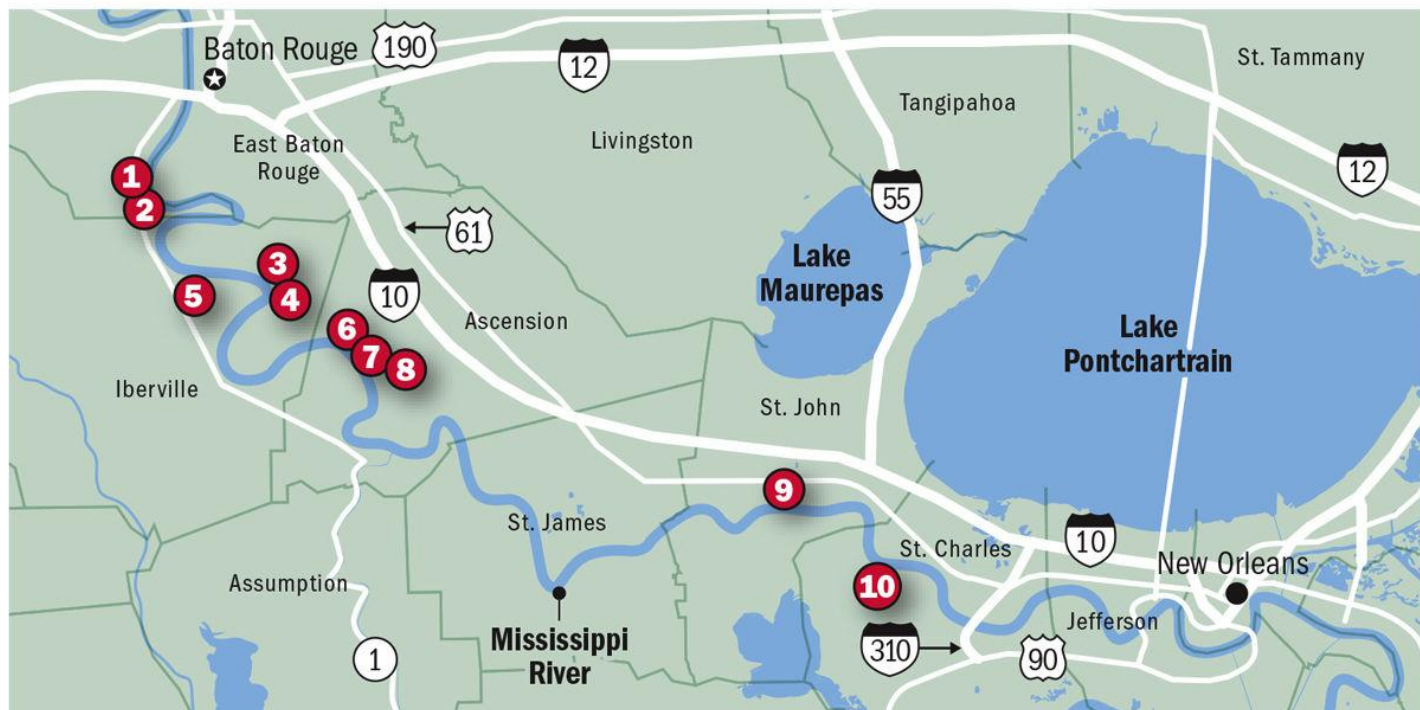 Baton Rouge
190
12
St. Tammany
Tangipahoa
Livingston
East Baton
Rouge
12
1
2
55
61
Lake
Maurepas
3
4
5
10
Ascension
6
7
8
Lake
Pontchartrain
Iberville
St. John
9
St. James
St. Charles
10
New Orleans
Assumption
10
Jefferson
Mississippi
River
310
90
1